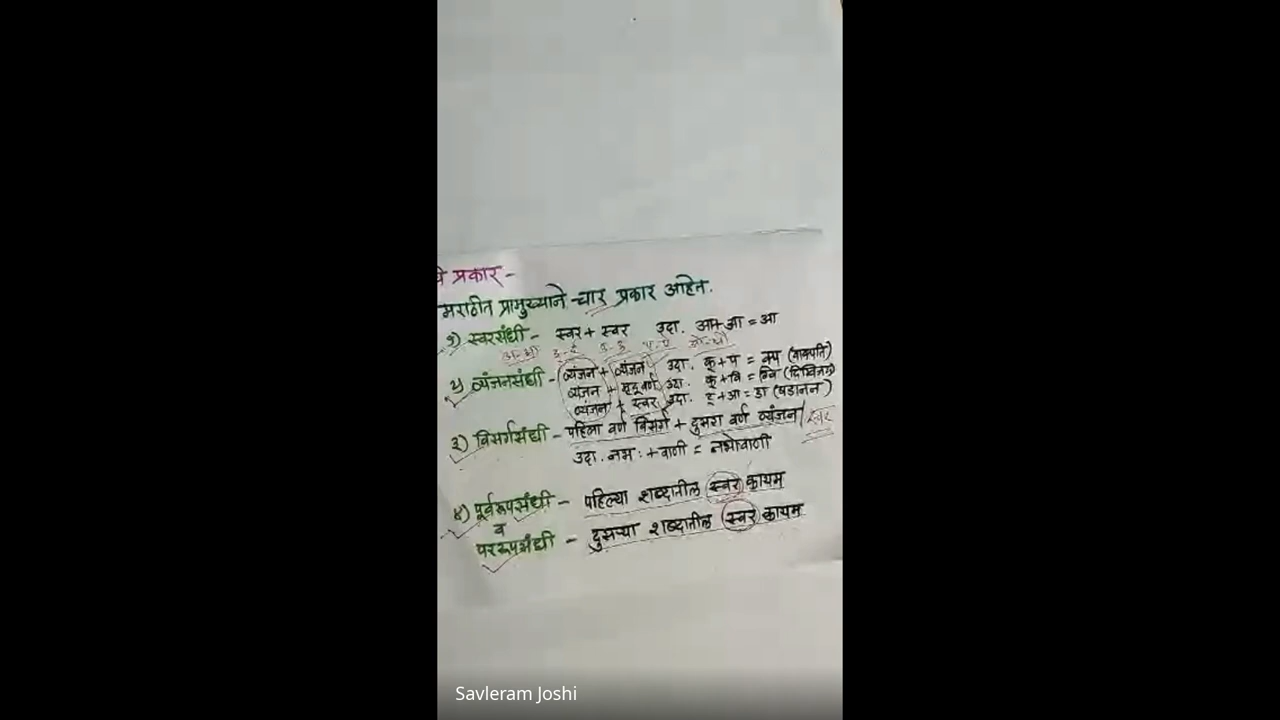 प्रकार -
मराठीत प्रामुख्याने चार प्रकार आहेत.
१) स्वरसंधी - स्वर + स्वर उदा. आ+आ = आ
२) व्यंजनसंधी - व्यंजन + व्यंजन उदा. क्+प = क्प (वाक्पति)
व्यंजन + मृदू वर्ण उदा. क्+वि = ग्वि (दिग्विजय)
व्यंजन + स्वर उदा. ट्+आ = डा (षडानन)
३) विसर्गसंधी - पहिला वर्ण विसर्ग + दुसरा वर्ण व्यंजन/स्वर
उदा. नभ : + वाणी = नभोवाणी
४) पूर्वरूपसंधी - पहिल्या शब्दातील स्वर कायम
व
पररूपसंधी - दुसऱ्या शब्दातील स्वर कायम
Savleram Joshi